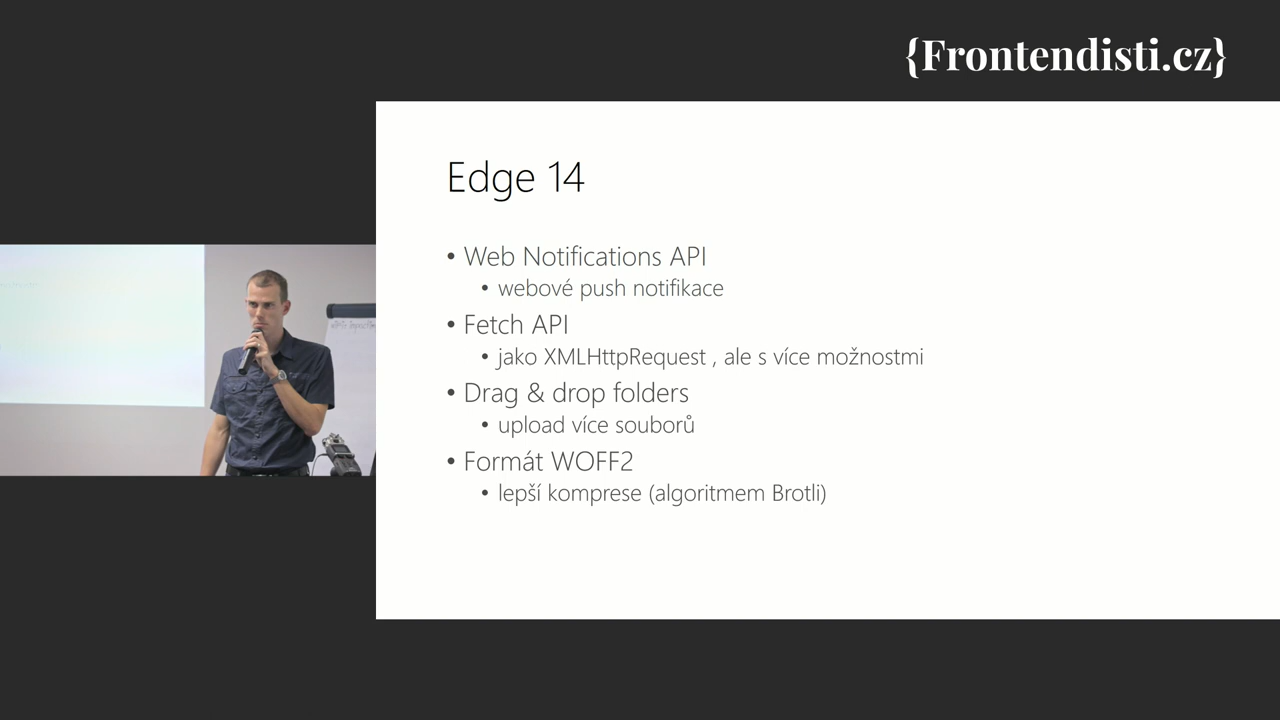 {Frontendisti.cz}
Edge 14
• Web Notifications API
• webové push notifikace
• Fetch API
• jako XMLHttpRequest , ale s více možnostmi
• Drag & drop folders
• upload více souborů
• Formát WOFF2
• lepší komprese (algoritmem Brotli)